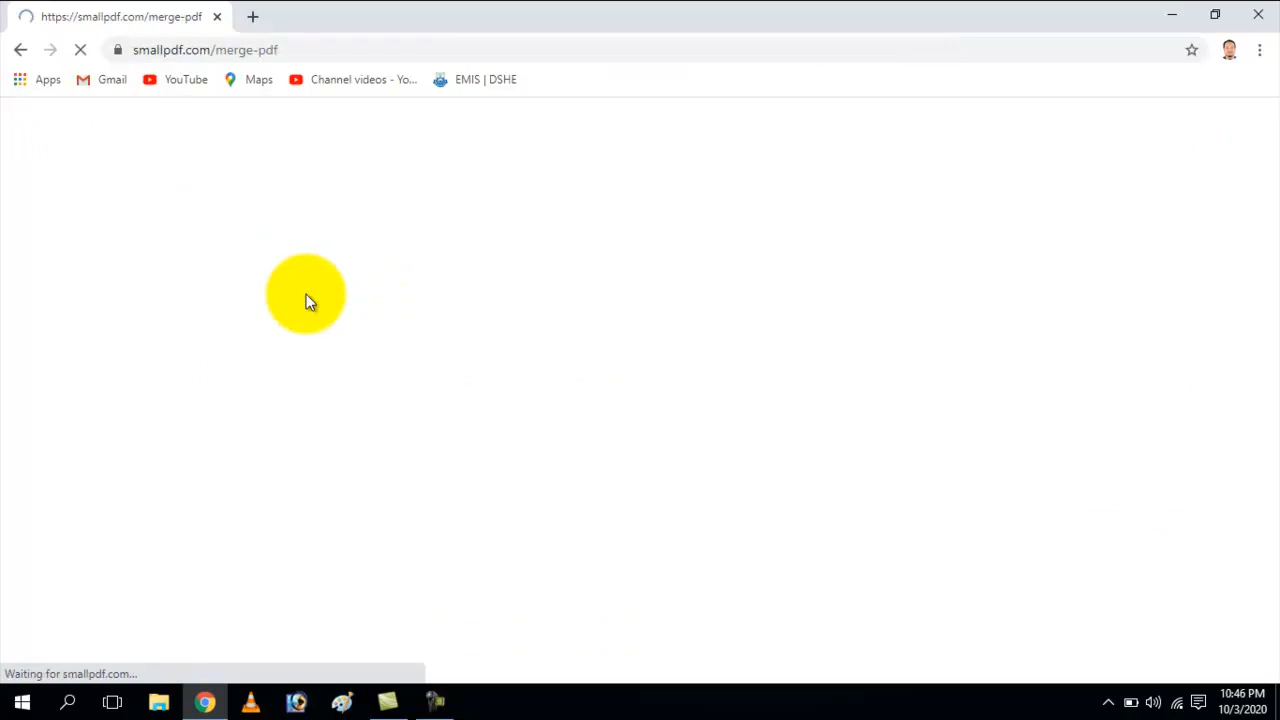 https://smallpdf.com/merge-pdf
smallpdf.com/merge-pdf
Apps Gmail YouTube Maps Channel videos - Yo... EMIS | DSHE
Waiting for smallpdf.com...
10:46 PM
10/3/2020